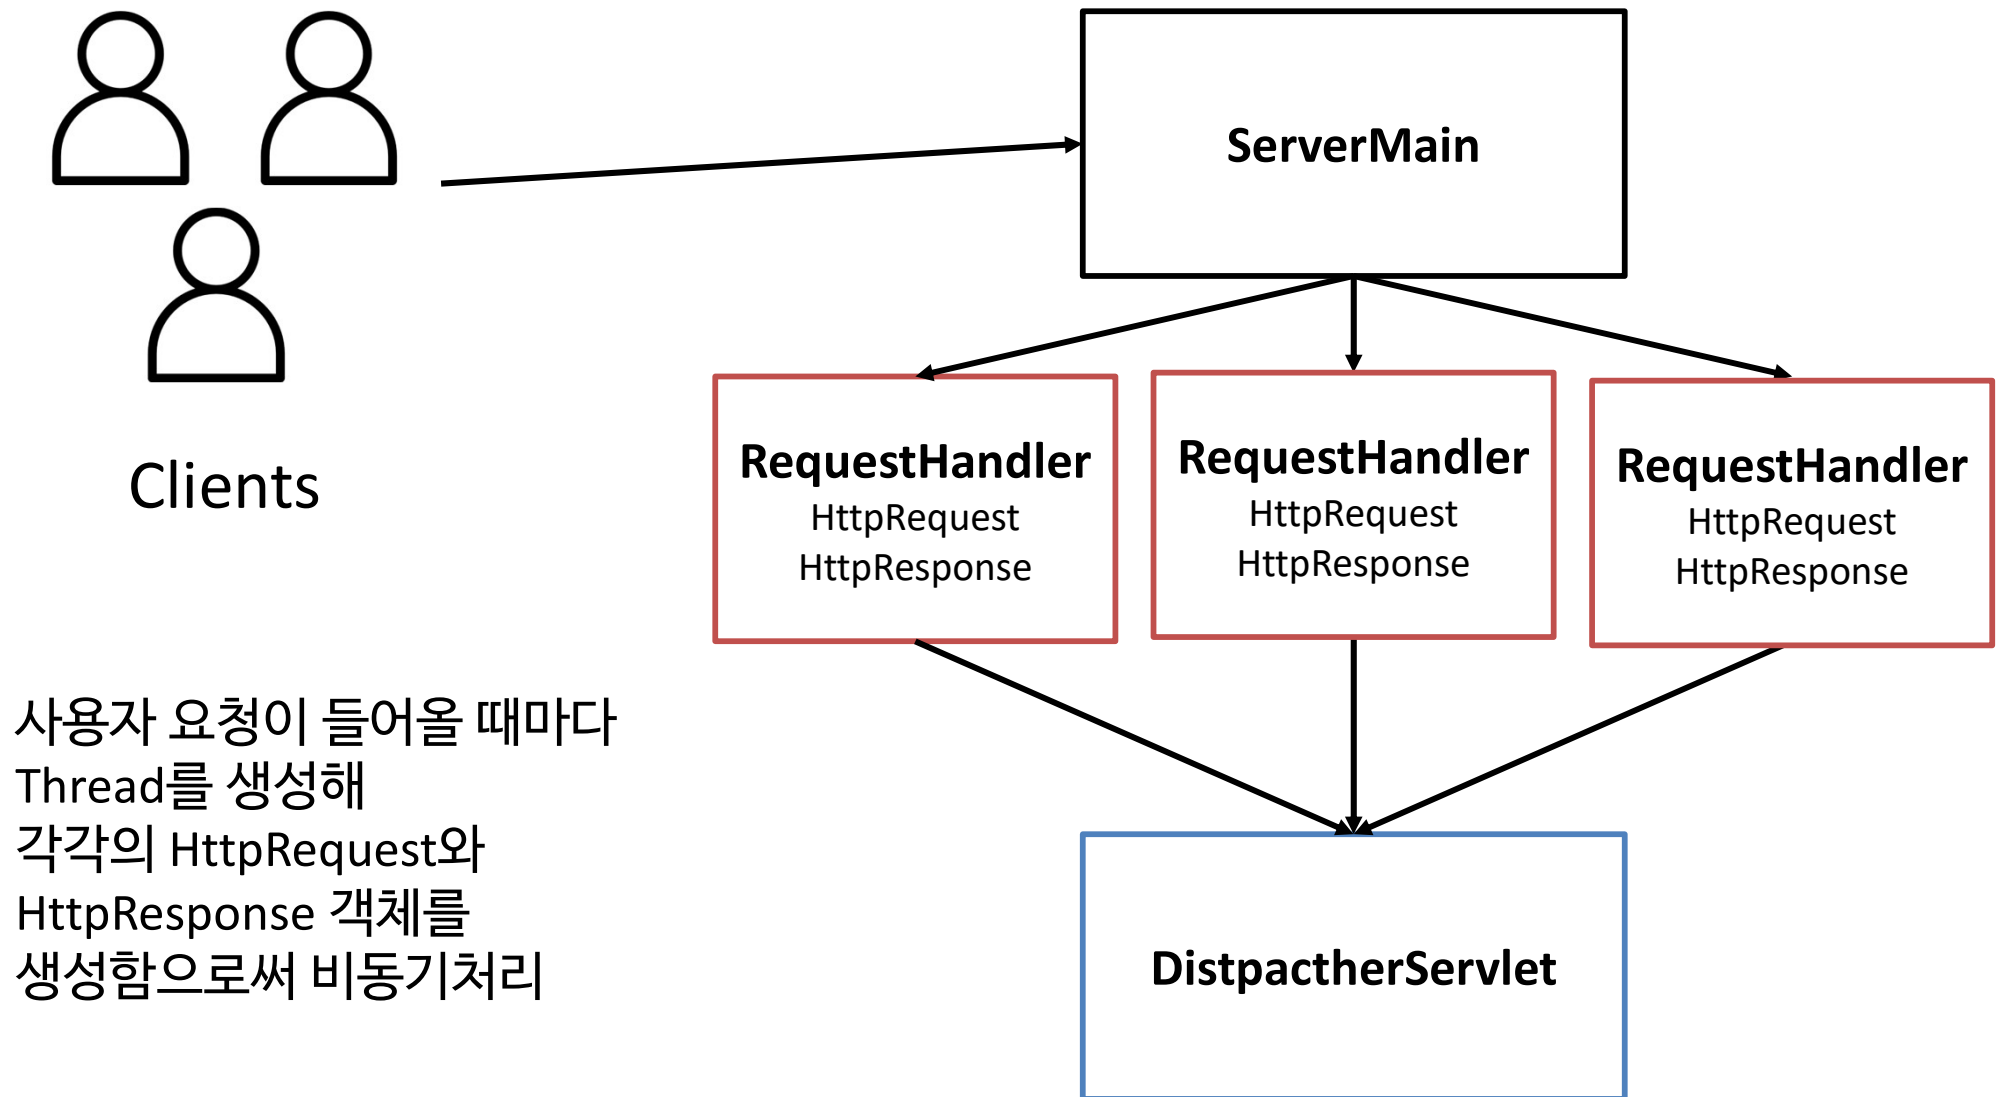 ServerMain
RequestHandler
HttpRequest
HttpResponse
RequestHandler
HttpRequest
HttpResponse
RequestHandler
HttpRequest
HttpResponse
Clients
사용자 요청이 들어올 때마다
Thread를 생성해
각각의 HttpRequest와
HttpResponse 객체를
생성함으로써 비동기처리
DistpactherServlet